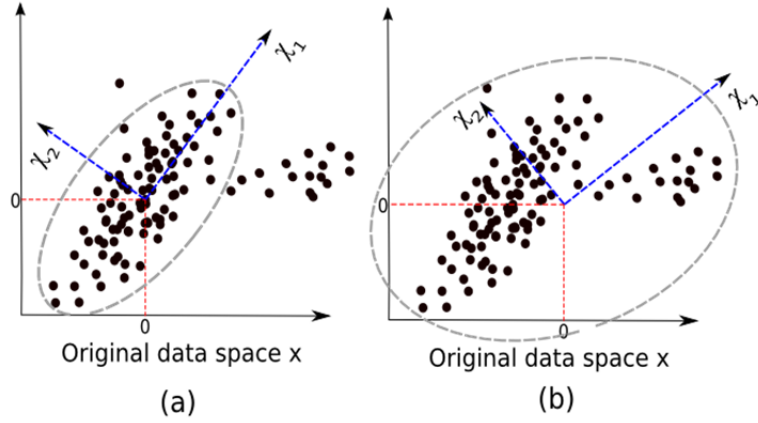 χ₁
χ₂
0
0
Original data space x
(a)
χ₁
χ₂
0
0
Original data space x
(b)